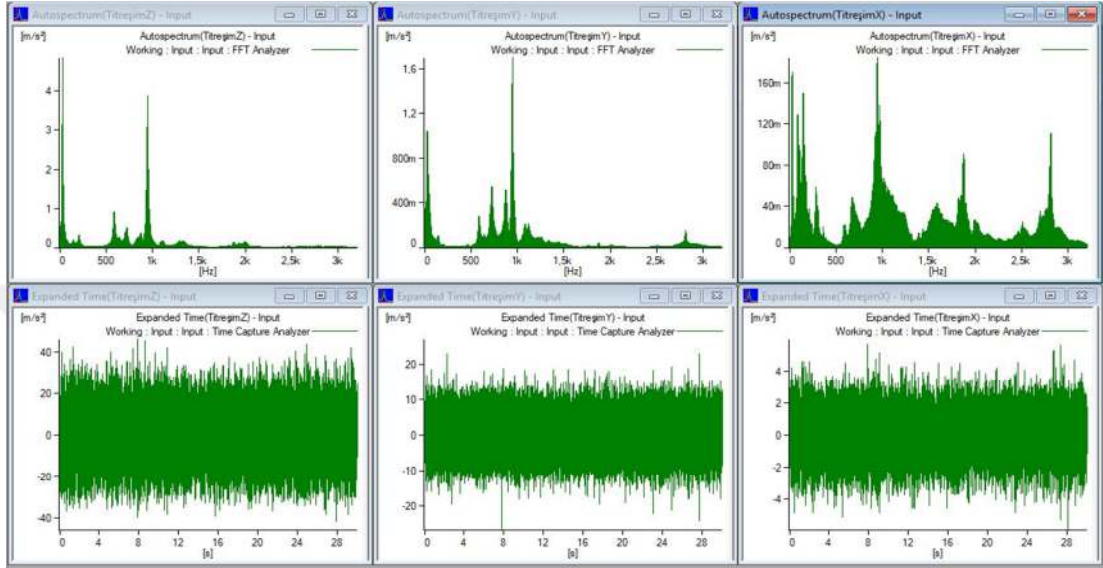 Autospectrum(TitreşimZ) - Input
[m/s²]
Autospectrum(TitreşimZ) - Input
Working : Input : Input : FFT Analyzer
4
3
2
1
0
0 500 1k 1,5k 2k 2,5k 3k
[Hz]
Autospectrum(TitreşimY) - Input
[m/s²]
Autospectrum(TitreşimY) - Input
Working : Input : Input : FFT Analyzer
1,6
1,2
800m
400m
0
0 500 1k 1,5k 2k 2,5k 3k
[Hz]
Autospectrum(TitreşimX) - Input
[m/s²]
Autospectrum(TitreşimX) - Input
Working : Input : Input : FFT Analyzer
160m
120m
80m
40m
0
0 500 1k 1,5k 2k 2,5k 3k
[Hz]
Expanded Time(TitreşimZ) - Input
[m/s²]
Expanded Time(TitreşimZ) - Input
Working : Input : Input : Time Capture Analyzer
40
20
0
-20
-40
0 4 8 12 16 20 24 28
[s]
Expanded Time(TitreşimY) - Input
[m/s²]
Expanded Time(TitreşimY) - Input
Working : Input : Input : Time Capture Analyzer
20
10
0
-10
-20
0 4 8 12 16 20 24 28
[s]
Expanded Time(TitreşimX) - Input
[m/s²]
Expanded Time(TitreşimX) - Input
Working : Input : Input : Time Capture Analyzer
4
2
0
-2
-4
0 4 8 12 16 20 24 28
[s]